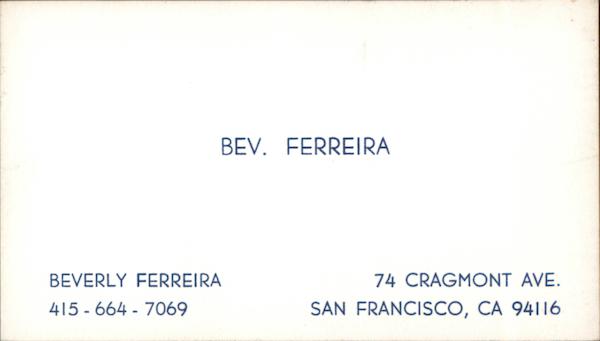 BEV. FERREIRA
BEVERLY FERREIRA
415 - 664 - 7069
74 CRAGMONT AVE.
SAN FRANCISCO, CA 94116